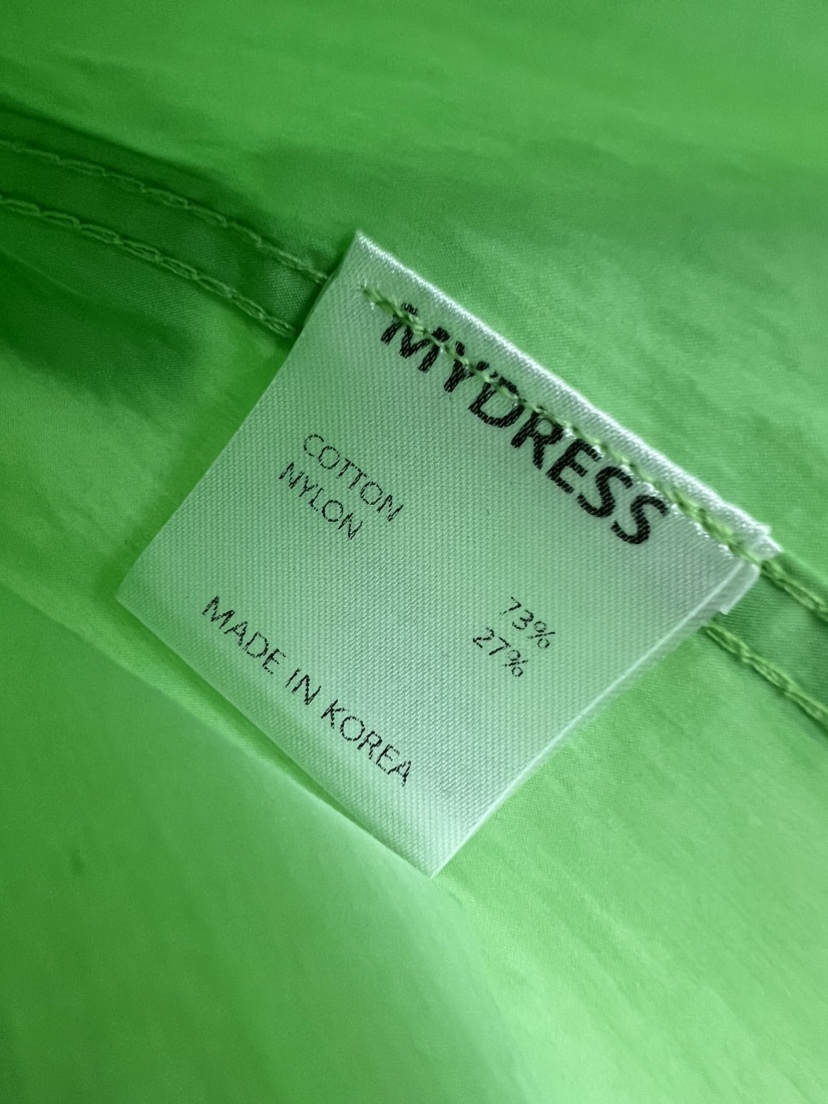 MYDRESS
COTTON 73%
NYLON 27%
MADE IN KOREA